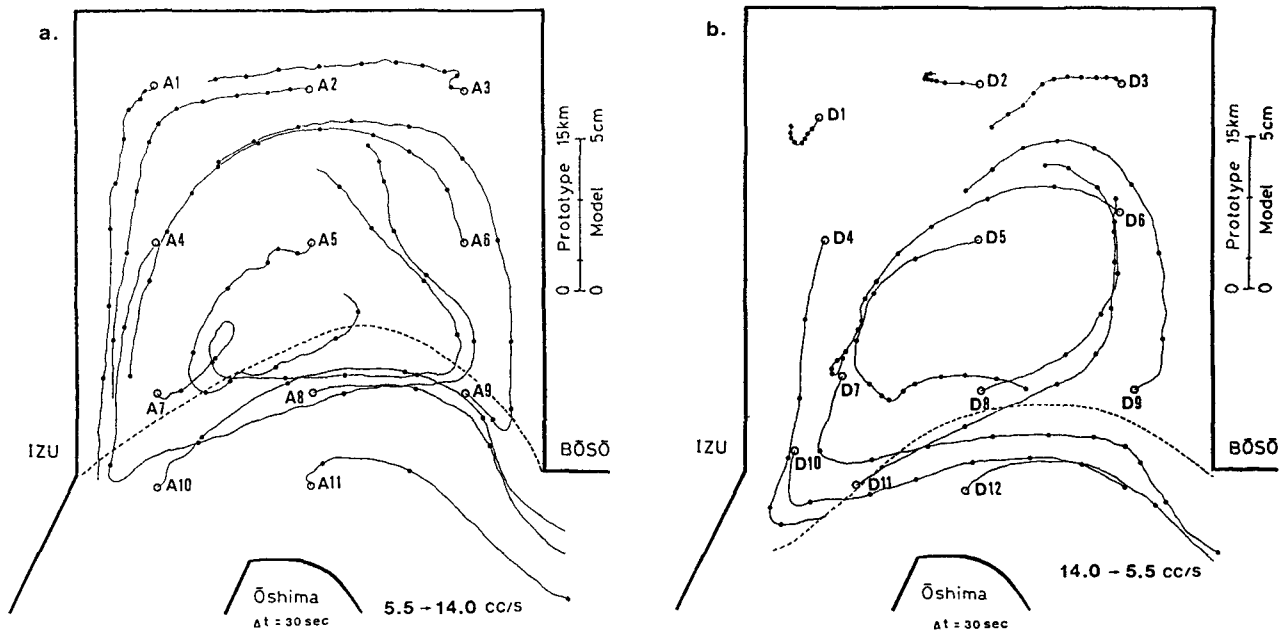 a.
A1
A2
A3
0 Prototype 15km
0 Model 5cm
A4
A5
A6
A7
A8
A9
IZU
BŌSŌ
A10
A11
Ōshima
5.5→14.0 CC/S
Δt = 30 sec
b.
D2
D3
D1
0 Prototype 15km
0 Model 5cm
D4
D5
D6
D7
D8
D9
IZU
BŌSŌ
D10
D11
D12
Ōshima
14.0→5.5 CC/S
Δt = 30 sec